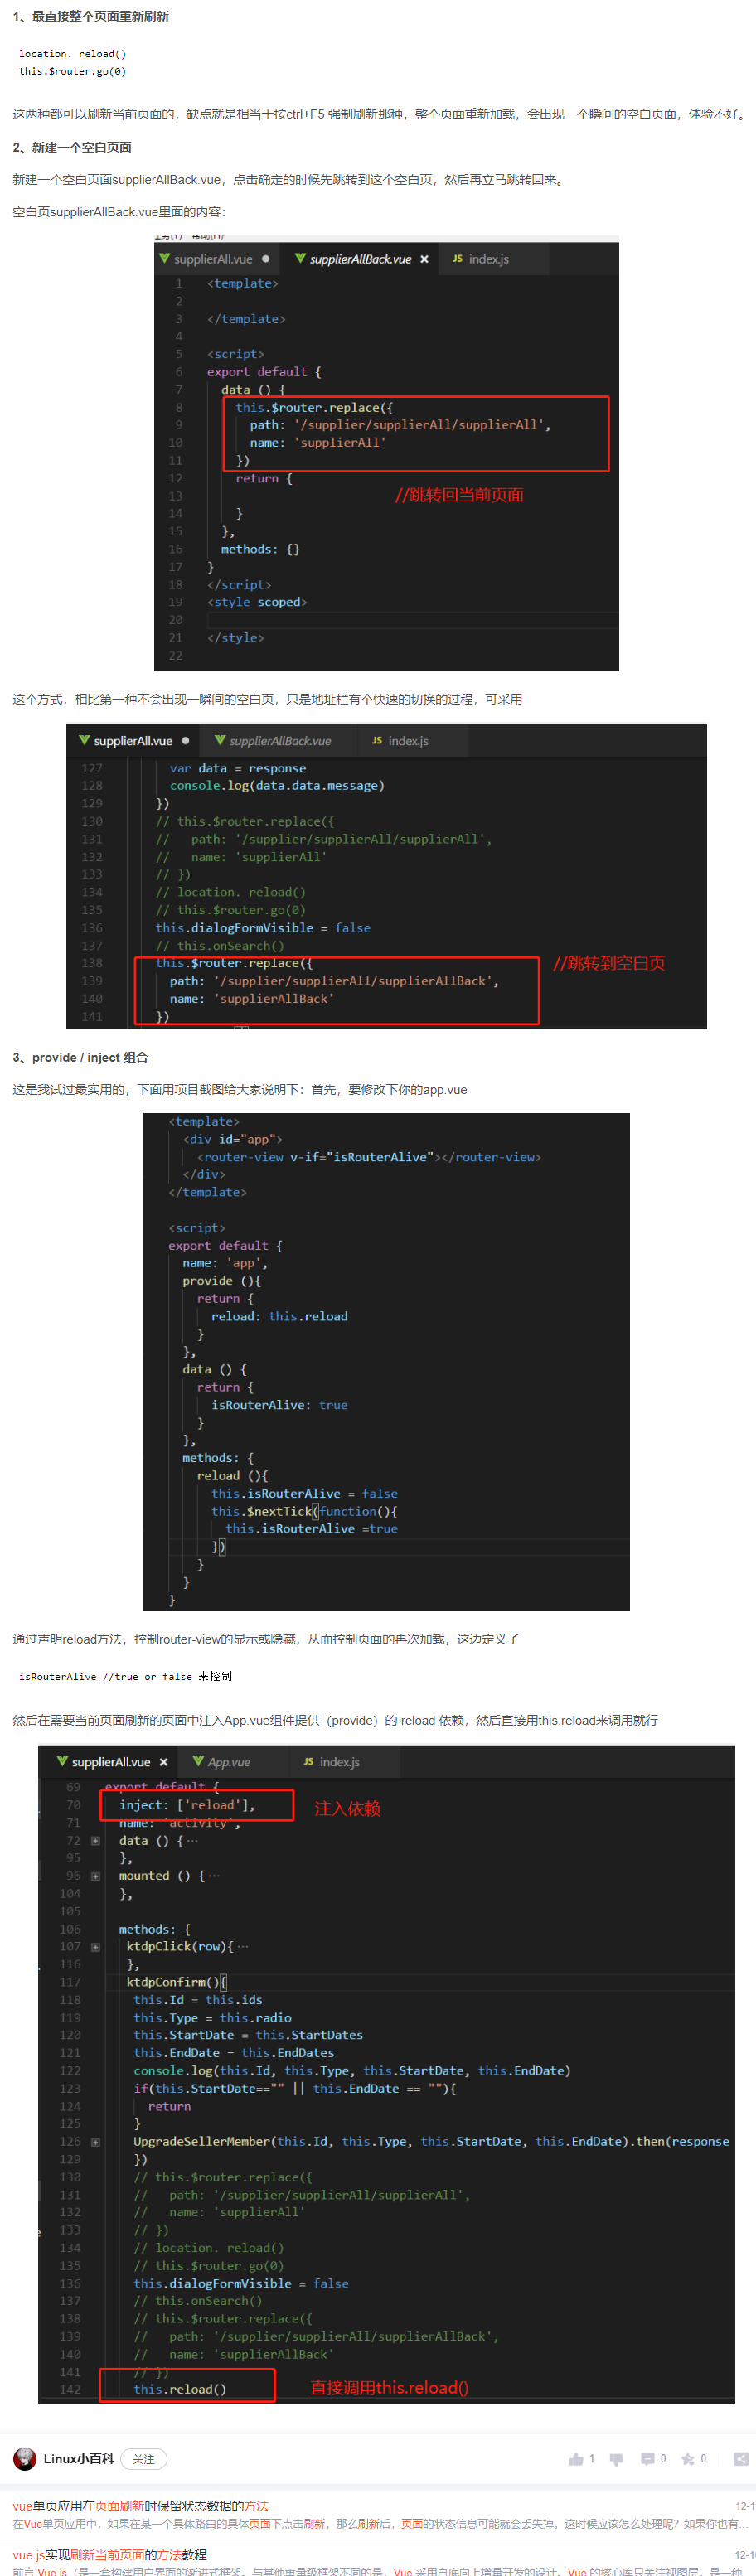 1、最直接整个页面重新刷新
location. reload()
this.$router.go(0)
这两种都可以刷新当前页面的，缺点就是相当于按ctrl+F5 强制刷新那种，整个页面重新加载，会出现一个瞬间的空白页面，体验不好。
2、新建一个空白页面
新建一个空白页面supplierAllBack.vue，点击确定的时候先跳转到这个空白页，然后再立马跳转回来。
空白页supplierAllBack.vue里面的内容：
supplierAll.vue ● supplierAllBack.vue × JS index.js
1 <template>
2
3 </template>
4
5 <script>
6 export default {
7 data () {
8 this.$router.replace({
9 path: '/supplier/supplierAll/supplierAll',
10 name: 'supplierAll'
11 })
12 return {
13 //跳转回当前页面
14 }
15 },
16 methods: {}
17 }
18 </script>
19 <style scoped>
20
21 </style>
22
这个方式，相比第一种不会出现一瞬间的空白页，只是地址栏有个快速的切换的过程，可采用
supplierAll.vue ● supplierAllBack.vue JS index.js
127 var data = response
128 console.log(data.data.message)
129 })
130 // this.$router.replace({
131 // path: '/supplier/supplierAll/supplierAll',
132 // name: 'supplierAll'
133 // })
134 // location. reload()
135 // this.$router.go(0)
136 this.dialogFormVisible = false
137 // this.onSearch()
138 this.$router.replace({ //跳转到空白页
139 path: '/supplier/supplierAll/supplierAllBack',
140 name: 'supplierAllBack'
141 })
3、provide / inject 组合
这是我试过最实用的，下面用项目截图给大家说明下：首先，要修改下你的app.vue
<template>
<div id="app">
<router-view v-if="isRouterAlive"></router-view>
</div>
</template>
<script>
export default {
name: 'app',
provide (){
return {
reload: this.reload
}
},
data () {
return {
isRouterAlive: true
}
},
methods: {
reload (){
this.isRouterAlive = false
this.$nextTick(function(){
this.isRouterAlive =true
})
}
}
}
通过声明reload方法，控制router-view的显示或隐藏，从而控制页面的再次加载，这边定义了
isRouterAlive //true or false 来控制
然后在需要当前页面刷新的页面中注入App.vue组件提供（provide）的 reload 依赖，然后直接用this.reload来调用就行
supplierAll.vue × App.vue JS index.js
69 export default {
70 inject: ['reload'], 注入依赖
71 name: 'activity',
72 data () {⋯
95 },
96 mounted () {⋯
104 },
105
106 methods: {
107 ktdpClick(row){⋯
116 },
117 ktdpConfirm(){
118 this.Id = this.ids
119 this.Type = this.radio
120 this.StartDate = this.StartDates
121 this.EndDate = this.EndDates
122 console.log(this.Id, this.Type, this.StartDate, this.EndDate)
123 if(this.StartDate=="" || this.EndDate == ""){
124 return
125 }
126 UpgradeSellerMember(this.Id, this.Type, this.StartDate, this.EndDate).then(response
129 })
130 // this.$router.replace({
131 // path: '/supplier/supplierAll/supplierAll',
132 // name: 'supplierAll'
133 // })
134 // location. reload()
135 // this.$router.go(0)
136 this.dialogFormVisible = false
137 // this.onSearch()
138 // this.$router.replace({
139 // path: '/supplier/supplierAll/supplierAllBack',
140 // name: 'supplierAllBack'
141 // })
142 this.reload() 直接调用this.reload()
Linux小百科 关注 1 0 0
vue单页应用在页面刷新时保留状态数据的方法 12-1
在Vue单页应用中，如果在某一个具体路由的具体页面下点击刷新，那么刷新后，页面的状态信息可能就会丢失掉。这时候应该怎么处理呢？如果你也有...
vue.js实现刷新当前页面的方法教程 12-1
前言 Vue.js（是一套构建用户界面的渐进式框架。与其他重量级框架不同的是，Vue 采用自底向上增量开发的设计。Vue 的核心库只关注视图层，是一种